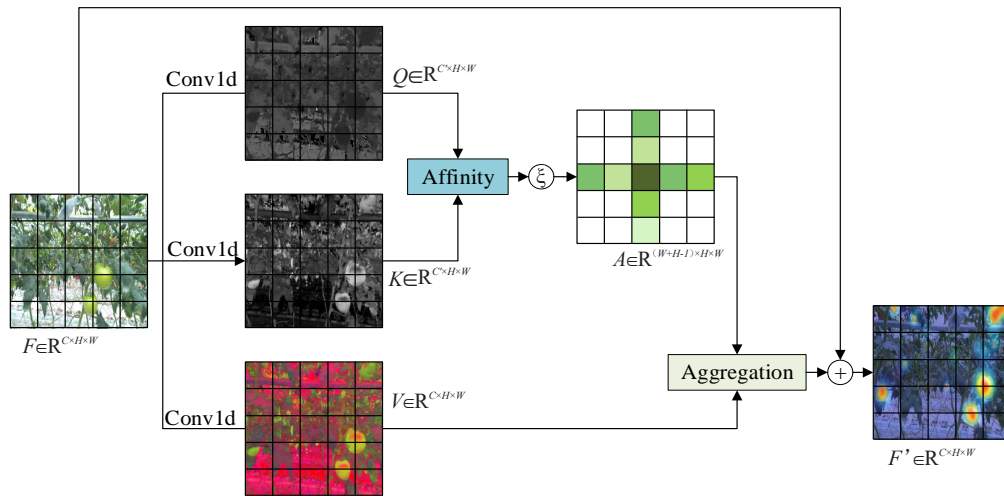 Conv1d
Q∈R^{C'×H×W}
Affinity
ξ
Conv1d
K∈R^{C'×H×W}
A∈R^{(W+H-1)×H×W}
F∈R^{C×H×W}
Aggregation
+
Conv1d
V∈R^{C×H×W}
F'∈R^{C×H×W}